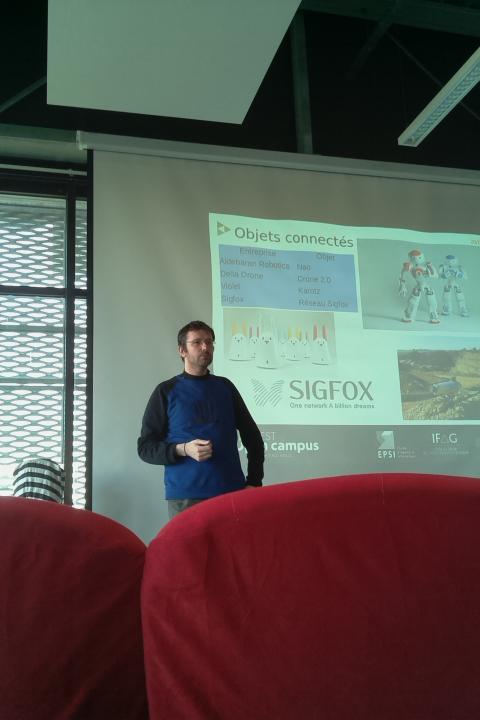 Objets connectés
Entreprise Objet
Aldebaran Robotics Nao
Delta Drone Drone 2.0
Violet Karotz
Sigfox Réseau Sigfox
SIGFOX
One network A billion dreams
campus
EPSI
IFAG